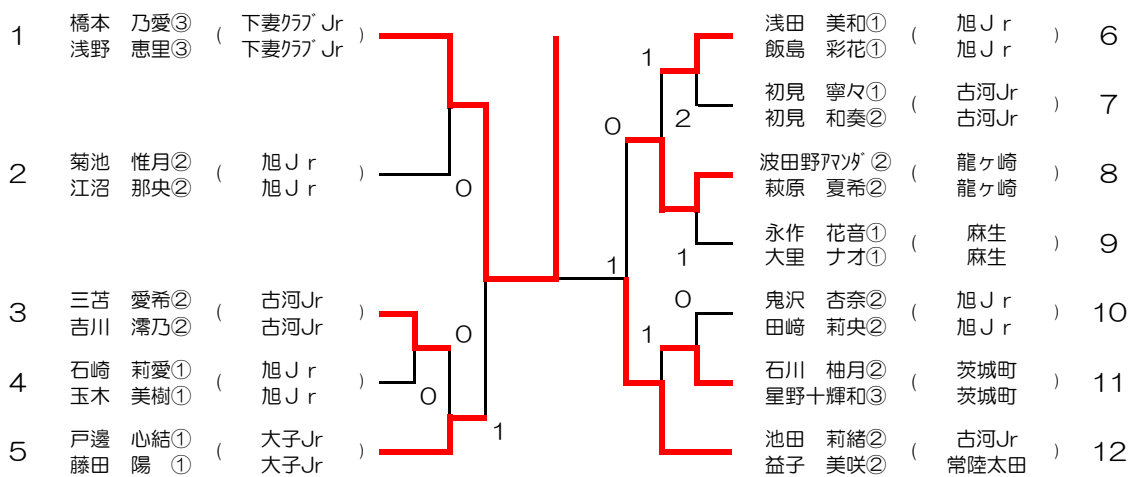 1 橋本　乃愛③ ( 下妻ｸﾗﾌﾞJr )
浅野　恵里③ 下妻ｸﾗﾌﾞJr
2 菊池　惟月② ( 旭Ｊｒ )
江沼　那央② 旭Ｊｒ
0
3 三苫　愛希② ( 古河Jr )
吉川　澪乃② 古河Jr
0
4 石崎　莉愛① ( 旭Ｊｒ )
玉木　美樹① 旭Ｊｒ
0
5 戸邊　心結① ( 大子Jr )
藤田　陽　① 大子Jr
1
浅田　美和① ( 旭Ｊｒ ) 6
飯島　彩花① 旭Ｊｒ
1
初見　寧々① ( 古河Jr ) 7
初見　和奏② 古河Jr
2
0
波田野ｱﾏﾝﾀﾞ② ( 龍ヶ崎 ) 8
萩原　夏希② 龍ヶ崎
永作　花音① ( 麻生 ) 9
大里　ナオ① 麻生
1
1
0
鬼沢　杏奈② ( 旭Ｊｒ ) 10
田﨑　莉央② 旭Ｊｒ
1
石川　柚月② ( 茨城町 ) 11
星野十輝和③ 茨城町
池田　莉緒② ( 古河Jr ) 12
益子　美咲② 常陸太田